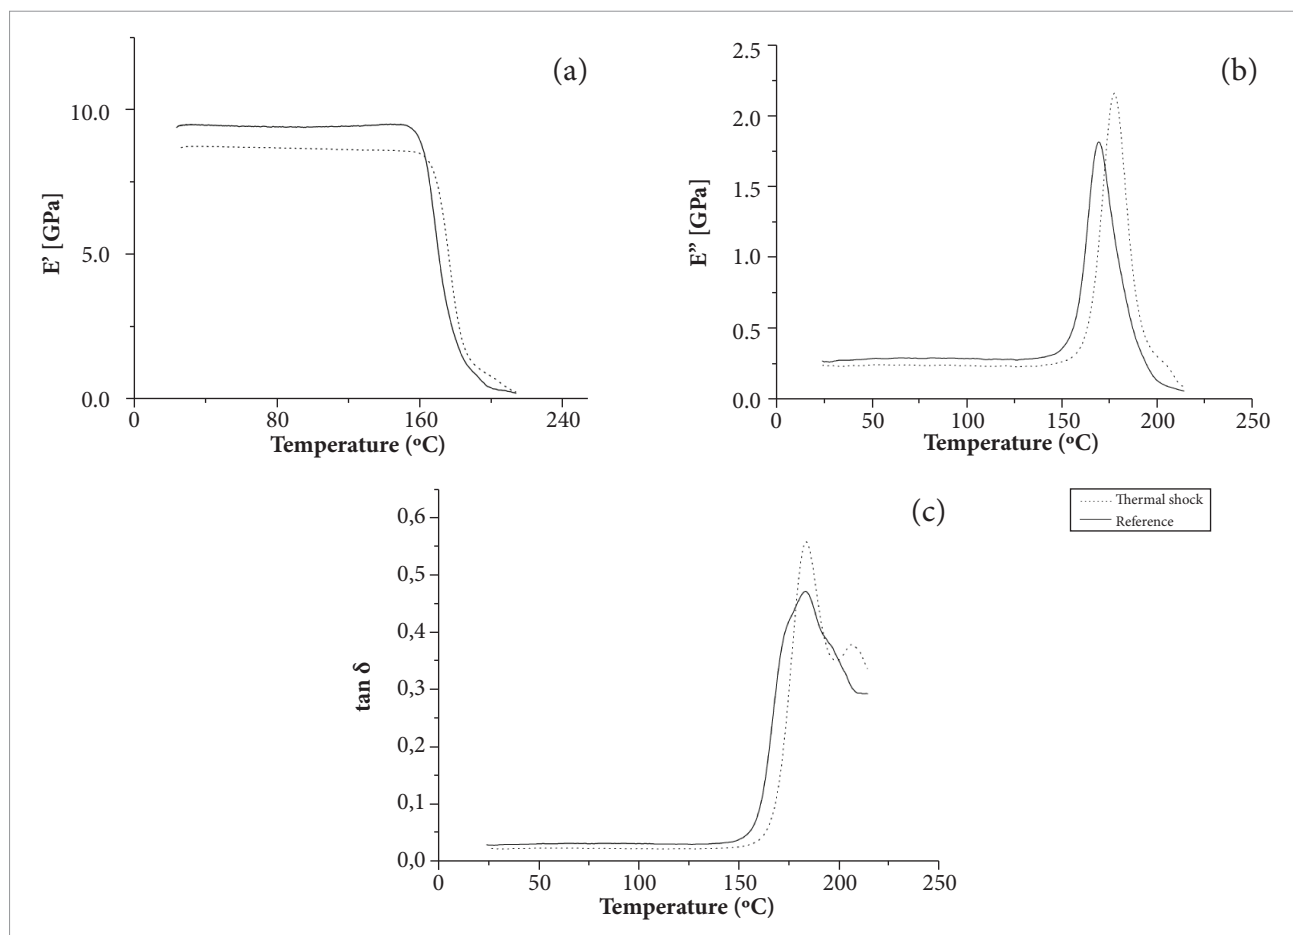 (a)
10.0
5.0
0.0
E' [GPa]
0
80
160
240
Temperature (ºC)
(b)
2.5
2.0
1.5
1.0
0.5
0.0
E” [GPa]
0
50
100
150
200
250
Temperature (ºC)
(c)
0,6
0,5
0,4
0,3
0,2
0,1
0,0
tan δ
0
50
100
150
200
250
Temperature (ºC)
Thermal shock
Reference